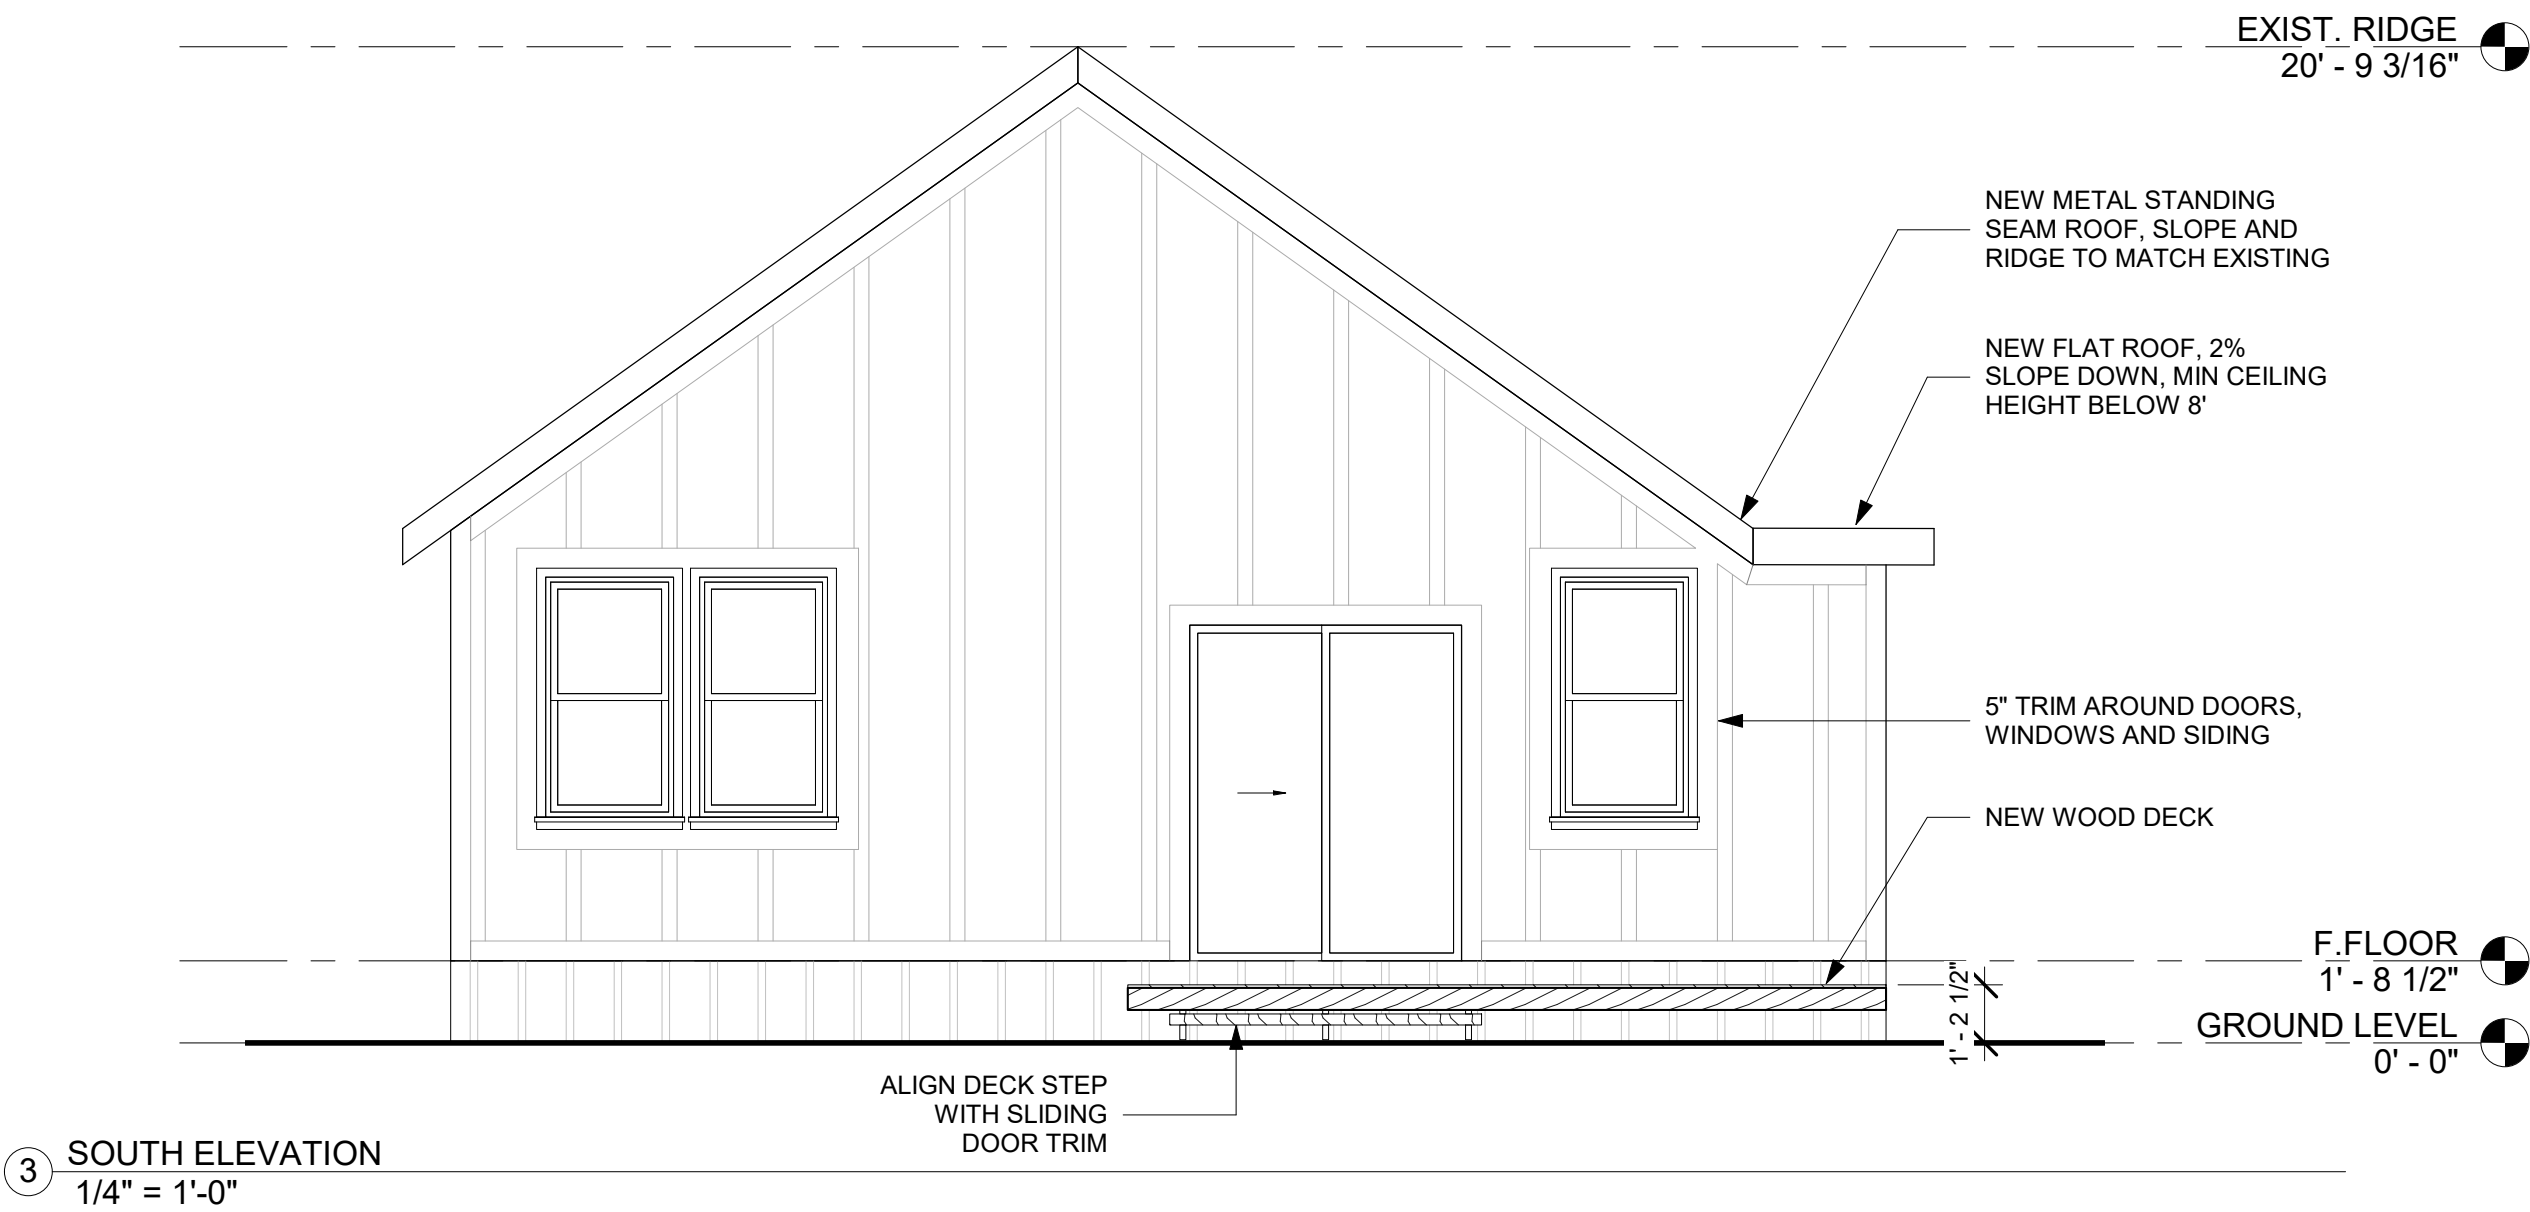 EXIST. RIDGE
20' - 9 3/16"
NEW METAL STANDING
SEAM ROOF, SLOPE AND
RIDGE TO MATCH EXISTING
NEW FLAT ROOF, 2%
SLOPE DOWN, MIN CEILING
HEIGHT BELOW 8'
5" TRIM AROUND DOORS,
WINDOWS AND SIDING
NEW WOOD DECK
F.FLOOR
1' - 8 1/2"
1' - 2 1/2"
GROUND LEVEL
0' - 0"
ALIGN DECK STEP
WITH SLIDING
DOOR TRIM
3
SOUTH ELEVATION
1/4" = 1'-0"